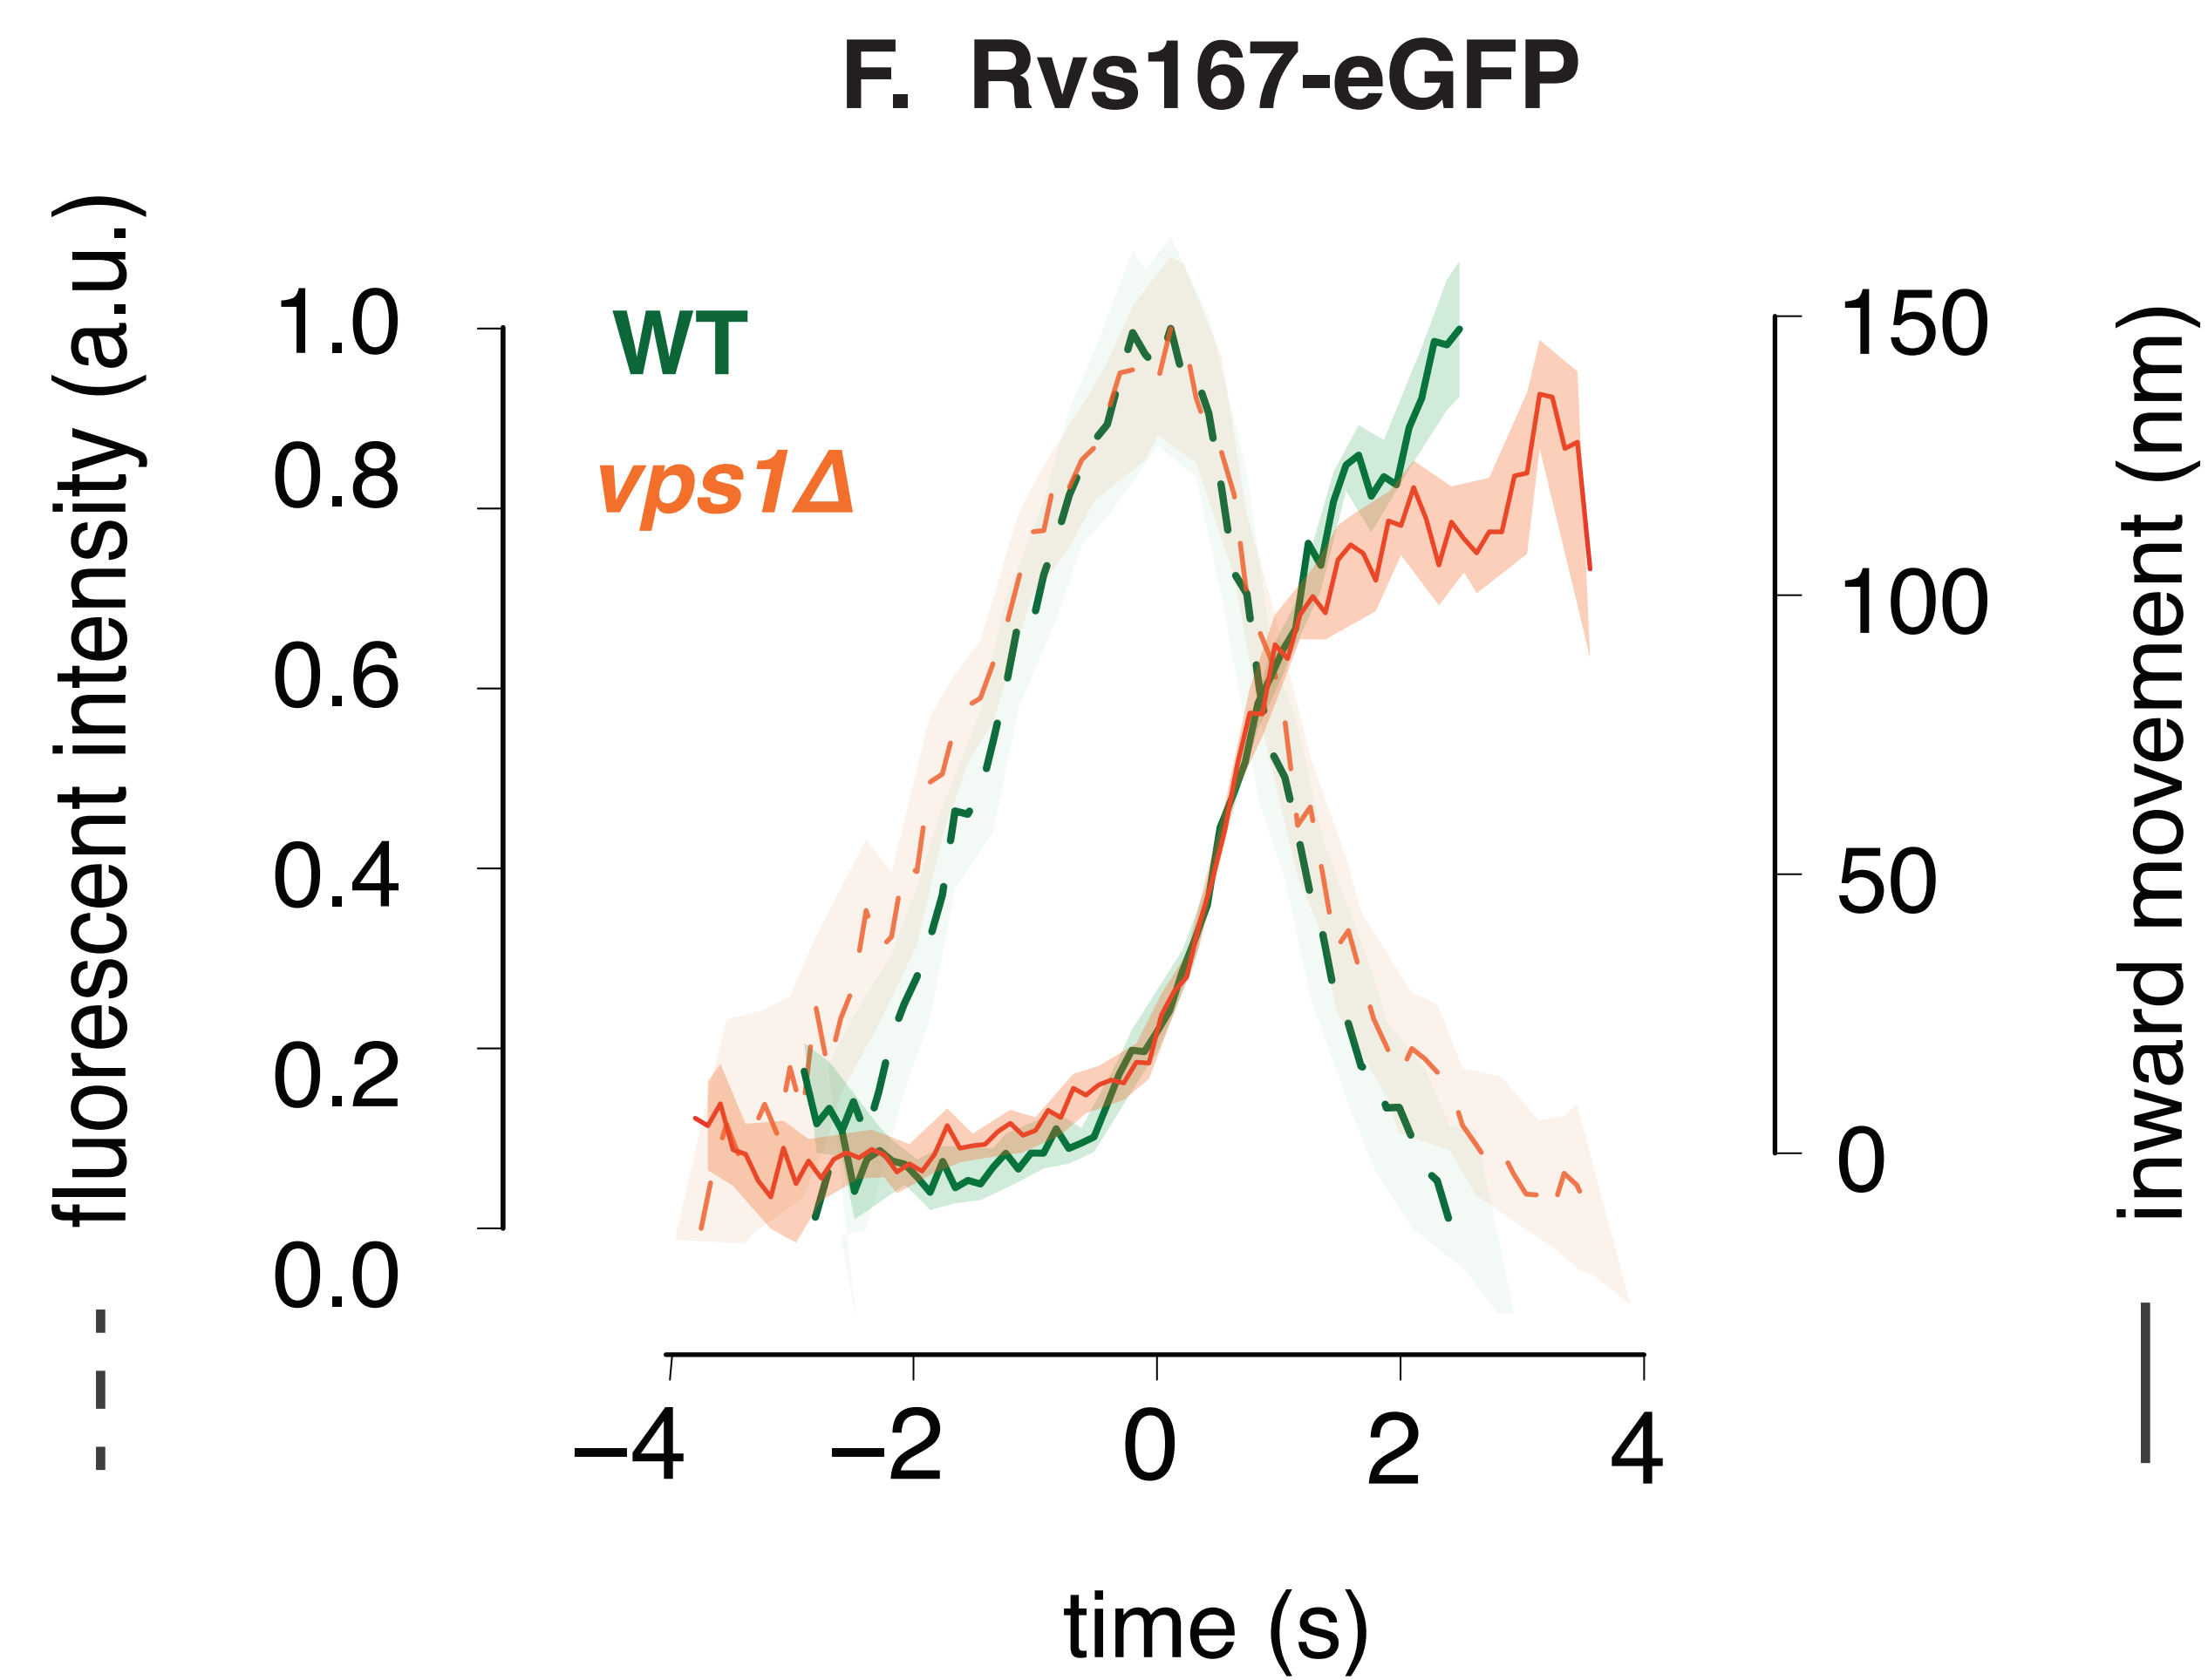 F. Rvs167-eGFP
fluorescent intensity (a.u.)
1.0
0.8
0.6
0.4
0.2
0.0
WT
vps1Δ
150
100
50
0
inward movement (nm)
−4 −2 0 2 4
time (s)